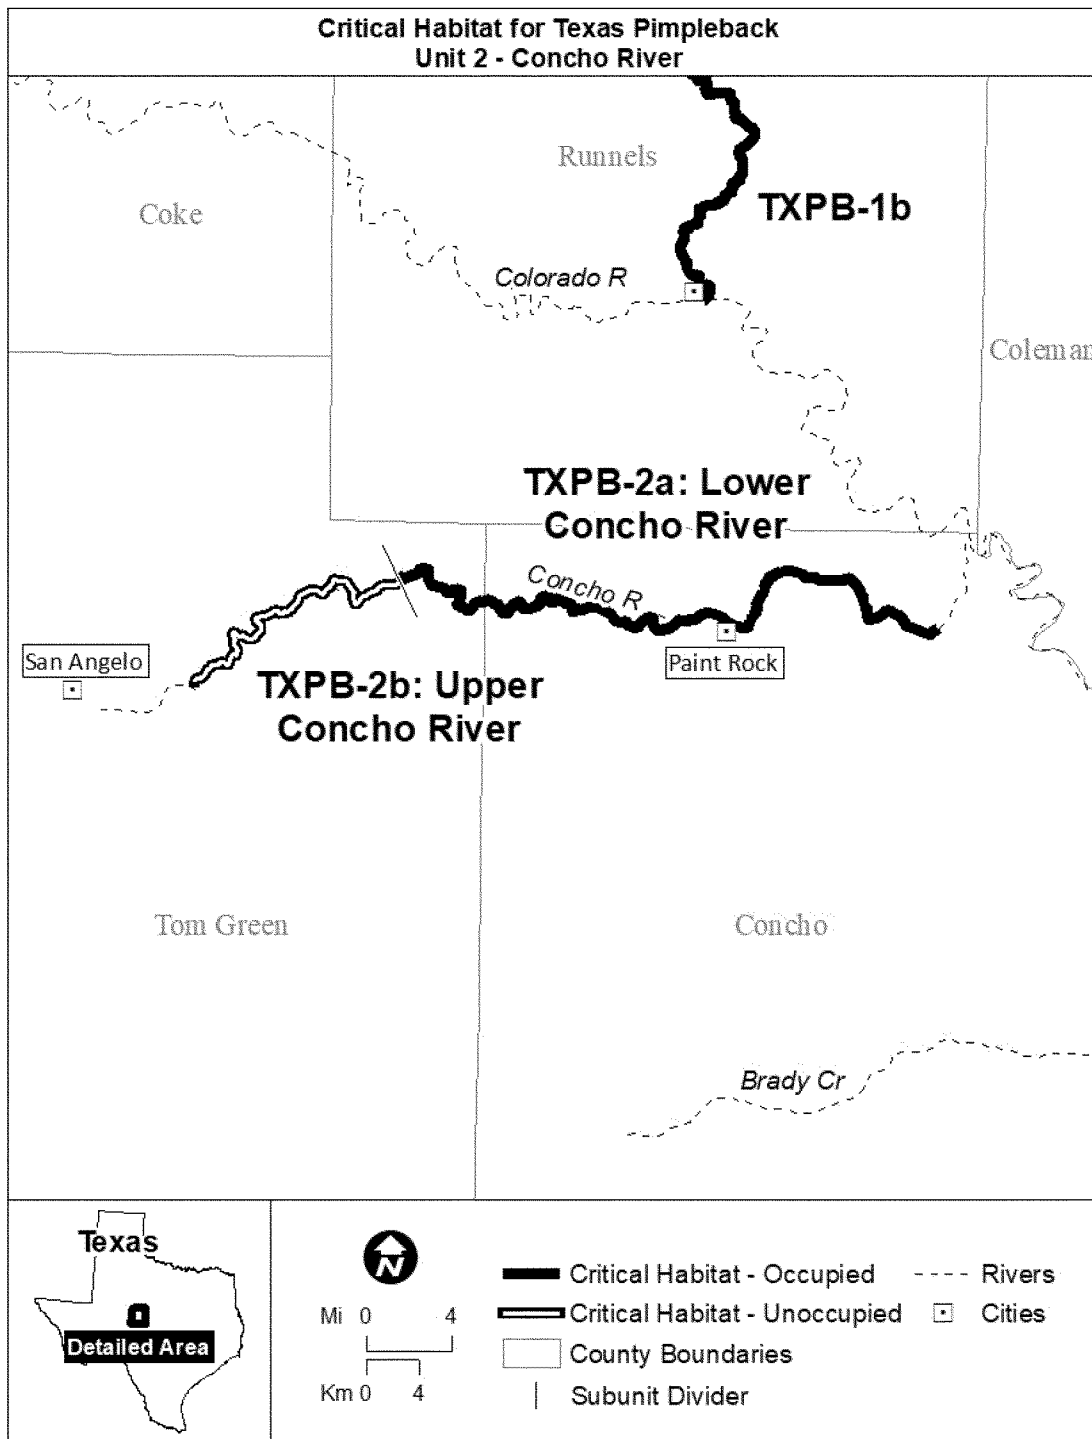 Critical Habitat for Texas Pimpleback
Unit 2 - Concho River
Runnels
Coke
TXPB-1b
Colorado R
Coleman
TXPB-2a: Lower
Concho River
Concho R
San Angelo
Paint Rock
TXPB-2b: Upper
Concho River
Tom Green
Concho
Brady Cr
Texas
Detailed Area
N
Mi 0 4
Km 0 4
Critical Habitat - Occupied
Critical Habitat - Unoccupied
County Boundaries
Subunit Divider
Rivers
Cities